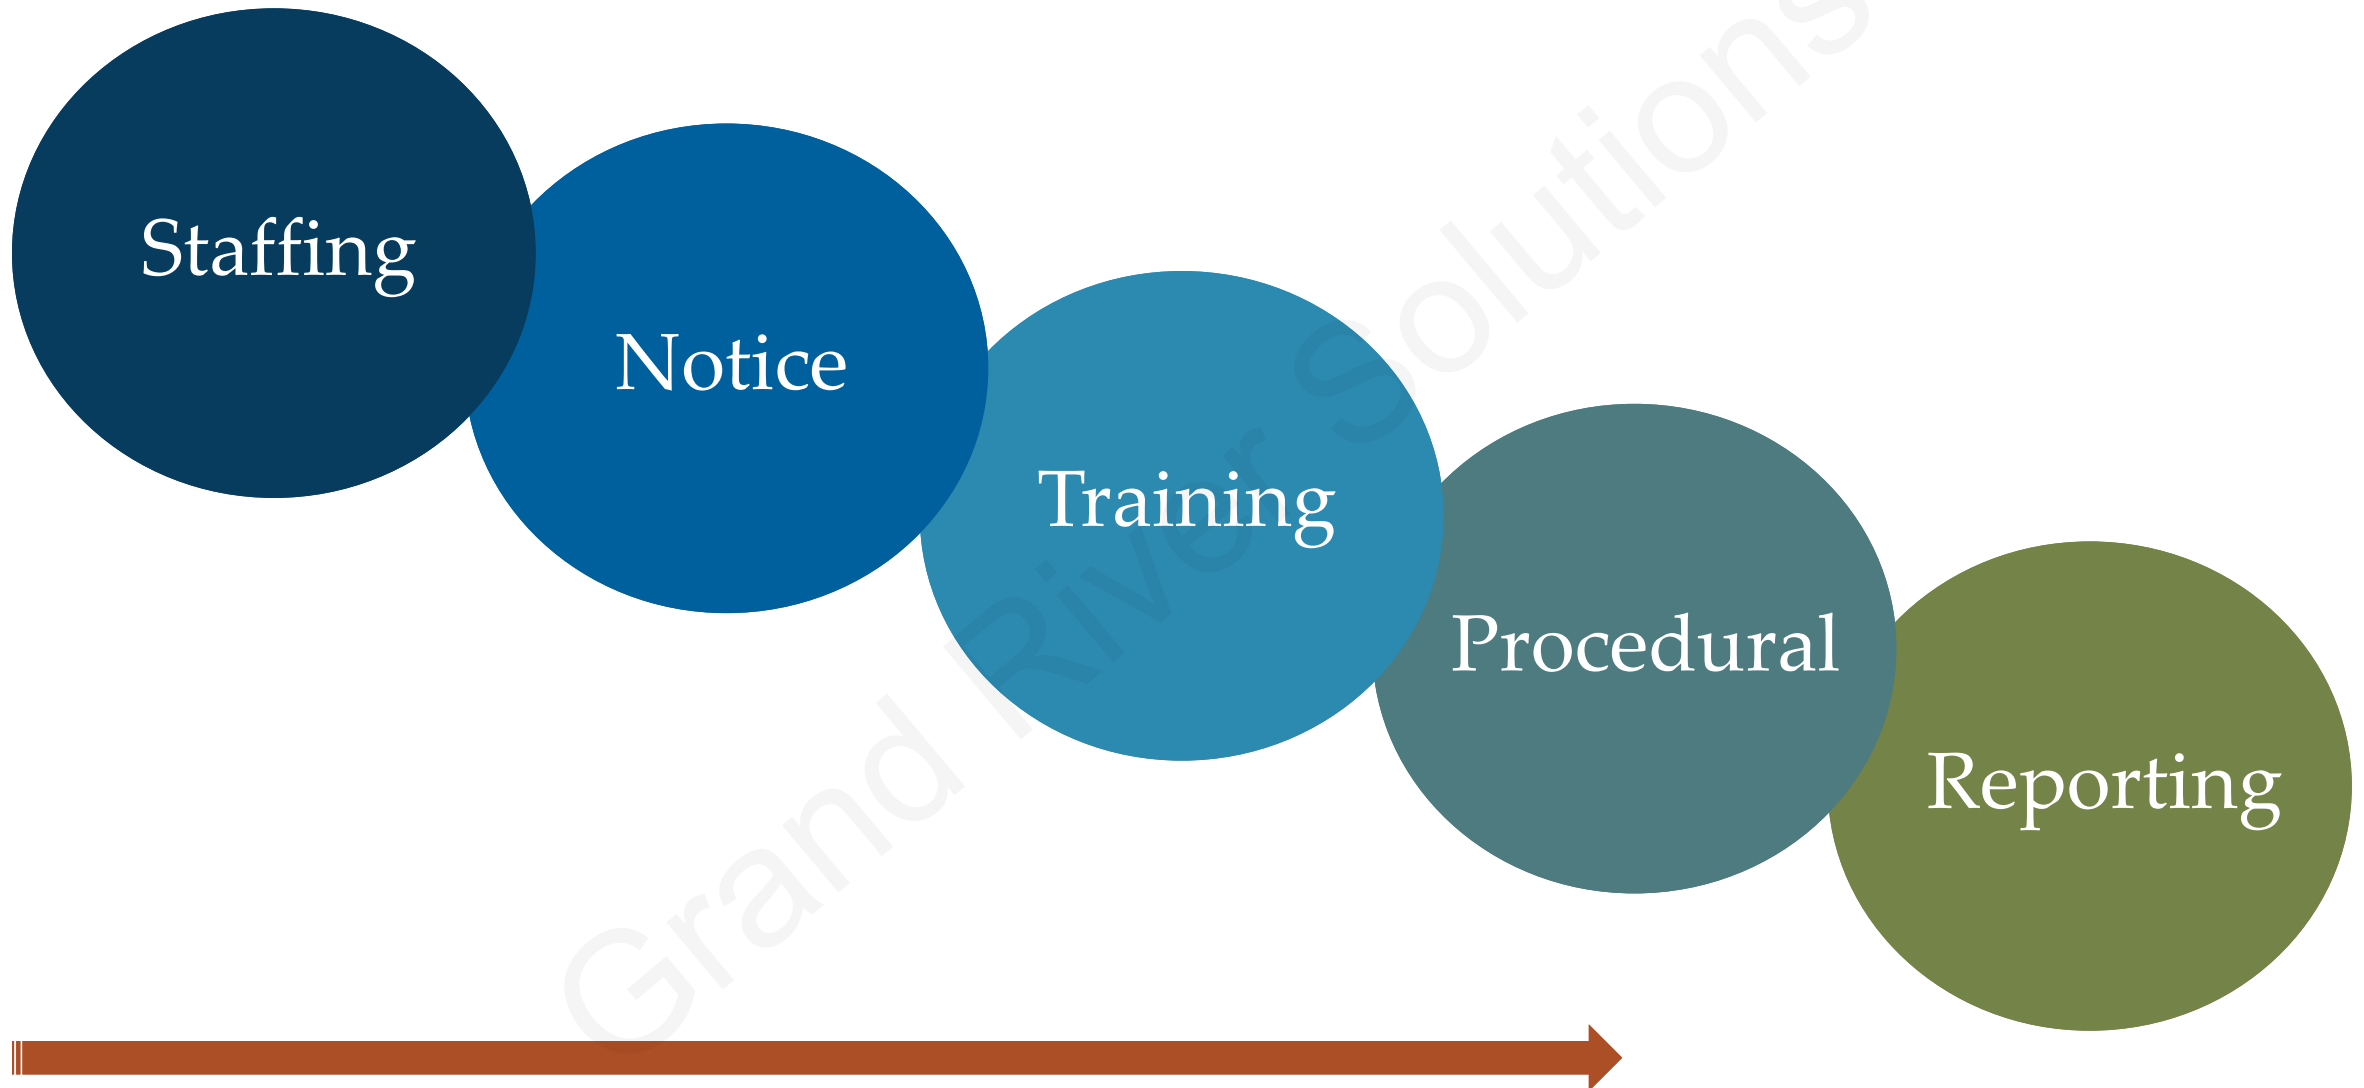 Staffing
Notice
Training
Procedural
Reporting
Grand River Solutions